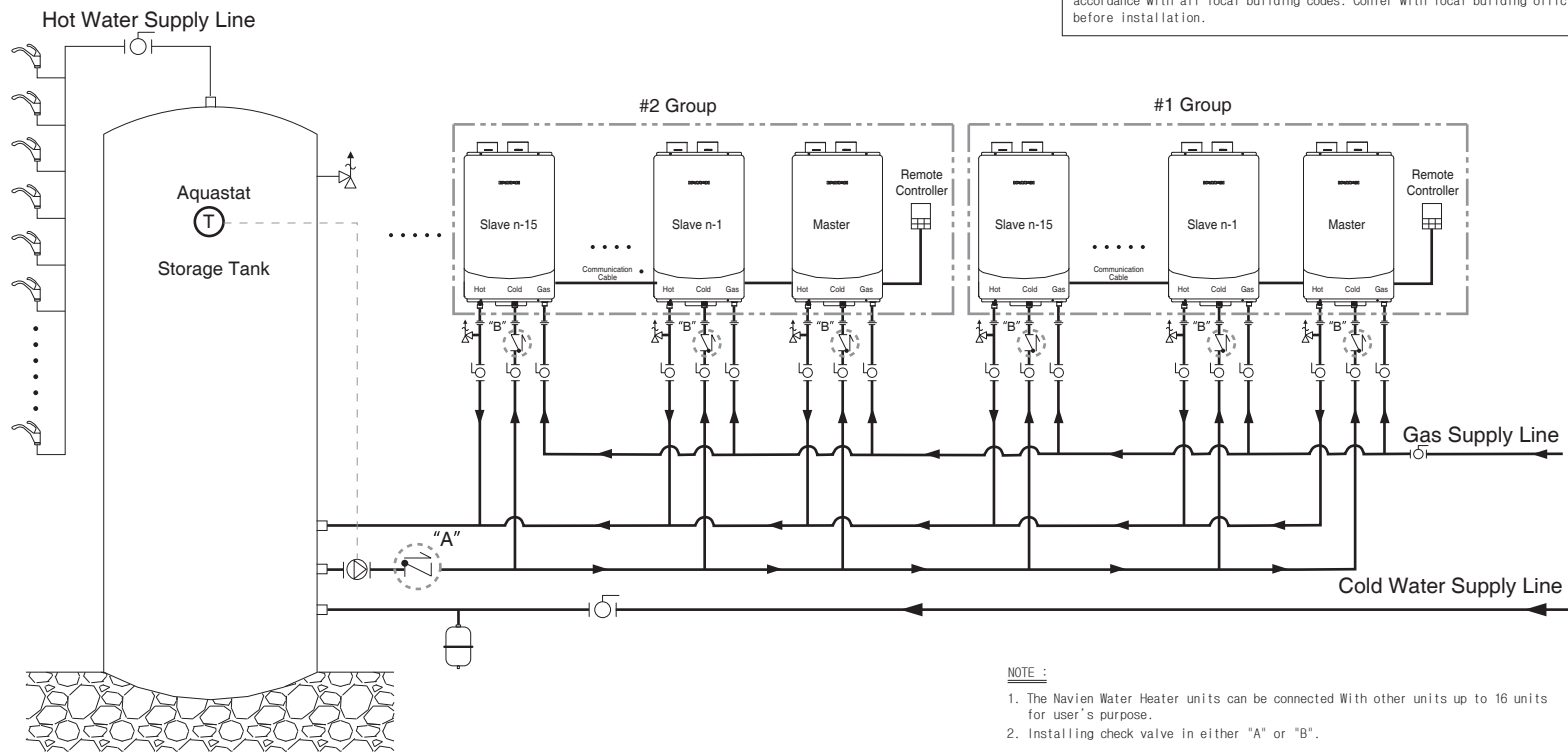 accordance with all local building codes. Confer with local building offic
before installation.
Hot Water Supply Line
#2 Group
#1 Group
Aquastat
T
Storage Tank
Slave n-15
Slave n-1
Master
Remote
Controller
Slave n-15
Slave n-1
Master
Remote
Controller
Communication
Cable
Communication
Cable
Hot Cold Gas
Hot Cold Gas
Hot Cold Gas
Hot Cold Gas
Hot Cold Gas
Hot Cold Gas
"B"
"B"
"B"
"B"
"B"
"B"
Gas Supply Line
"A"
Cold Water Supply Line
NOTE :
1. The Navien Water Heater units can be connected With other units up to 16 units
for user's purpose.
2. Installing check valve in either "A" or "B".